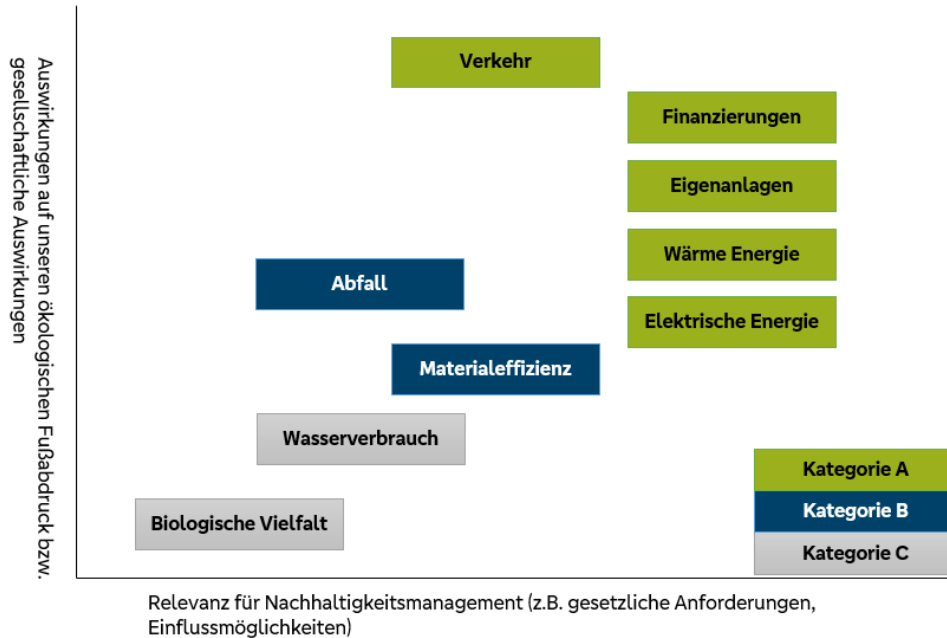 Auswirkungen auf unseren ökologischen Fußabdruck bzw.
gesellschaftliche Auswirkungen
Verkehr
Finanzierungen
Eigenanlagen
Wärme Energie
Abfall
Elektrische Energie
Materialeffizienz
Wasserverbrauch
Biologische Vielfalt
Kategorie A
Kategorie B
Kategorie C
Relevanz für Nachhaltigkeitsmanagement (z.B. gesetzliche Anforderungen,
Einflussmöglichkeiten)